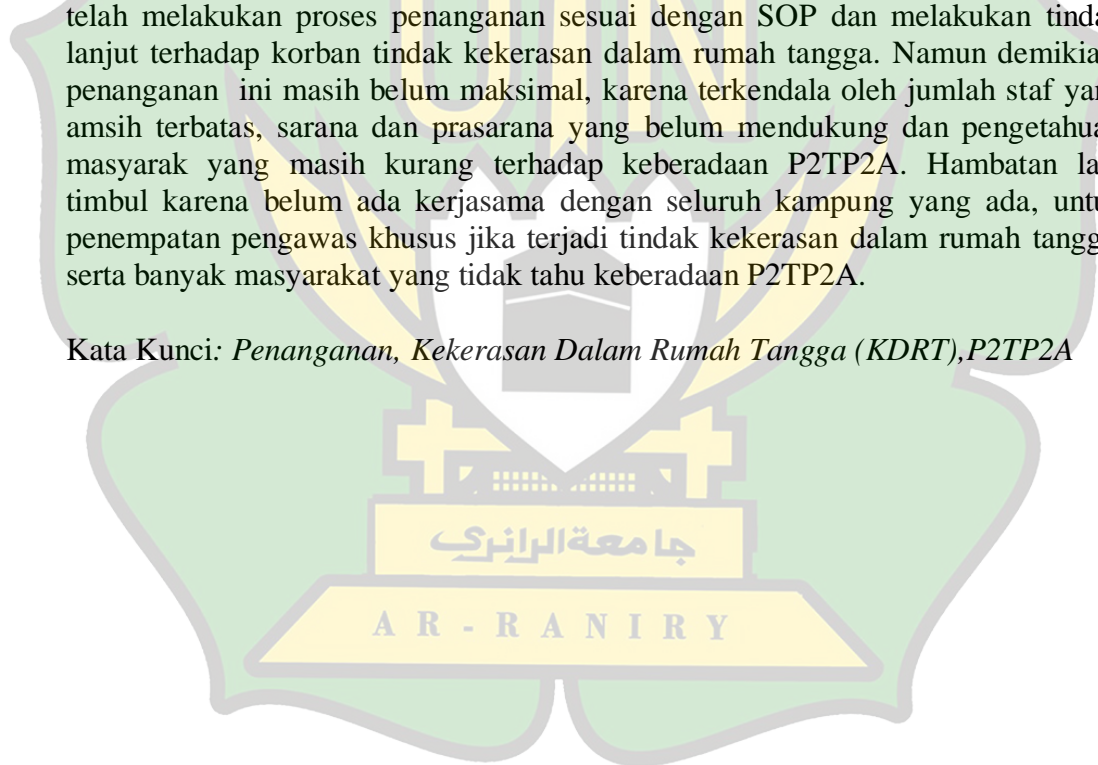 telah melakukan proses penanganan sesuai dengan SOP dan melakukan tinda
lanjut terhadap korban tindak kekerasan dalam rumah tangga. Namun demikia
penanganan ini masih belum maksimal, karena terkendala oleh jumlah staf yan
amsih terbatas, sarana dan prasarana yang belum mendukung dan pengetahua
masyarak yang masih kurang terhadap keberadaan P2TP2A. Hambatan la
timbul karena belum ada kerjasama dengan seluruh kampung yang ada, untu
penempatan pengawas khusus jika terjadi tindak kekerasan dalam rumah tangg
serta banyak masyarakat yang tidak tahu keberadaan P2TP2A.
Kata Kunci: Penanganan, Kekerasan Dalam Rumah Tangga (KDRT),P2TP2A
UIN
جامعةالرانري
AR-RANIRY